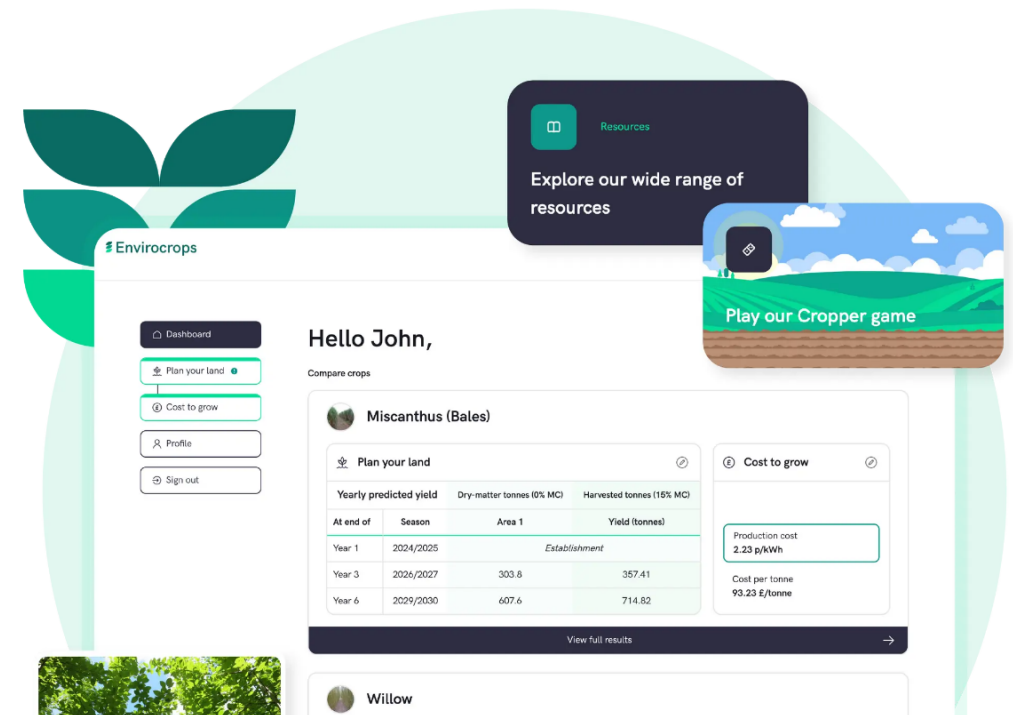 Resources
Explore our wide range of
resources
Envirocrops
Play our Cropper game
Dashboard
Plan your land
Cost to grow
Profile
Sign out
Hello John,
Compare crops
Miscanthus (Bales)
Plan your land
Yearly predicted yield Dry-matter tonnes (0% MC) Harvested tonnes (15% MC)
At end of Season Area 1 Yield (tonnes)
Year 1 2024/2025 Establishment
Year 3 2026/2027 303.8 357.41
Year 6 2029/2030 607.6 714.82
Cost to grow
Production cost
2.23 p/kWh
Cost per tonne
93.23 £/tonne
View full results
Willow